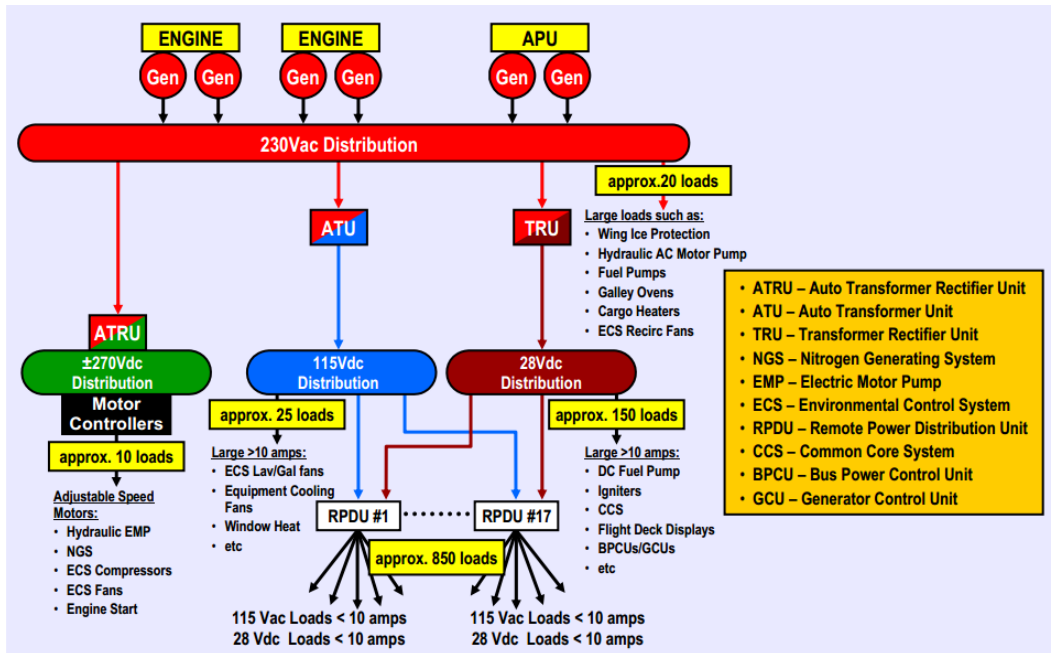 ENGINE
ENGINE
APU
Gen
Gen
Gen
Gen
Gen
Gen
230Vac Distribution
approx.20 loads
ATU
TRU
Large loads such as:
• Wing Ice Protection
• Hydraulic AC Motor Pump
• Fuel Pumps
• Galley Ovens
• Cargo Heaters
• ECS Recirc Fans
ATRU
±270Vdc
Distribution
Motor
Controllers
approx. 10 loads
Adjustable Speed
Motors:
• Hydraulic EMP
• NGS
• ECS Compressors
• ECS Fans
• Engine Start
115Vdc
Distribution
approx. 25 loads
Large >10 amps:
• ECS Lav/Gal fans
• Equipment Cooling
Fans
• Window Heat
• etc
28Vdc
Distribution
approx. 150 loads
Large >10 amps:
• DC Fuel Pump
• Igniters
• CCS
• Flight Deck Displays
• BPCUs/GCUs
• etc
RPDU #1
RPDU #17
approx. 850 loads
115 Vac Loads < 10 amps
28 Vdc Loads < 10 amps
115 Vac Loads < 10 amps
28 Vdc Loads < 10 amps
• ATRU – Auto Transformer Rectifier Unit
• ATU – Auto Transformer Unit
• TRU – Transformer Rectifier Unit
• NGS – Nitrogen Generating System
• EMP – Electric Motor Pump
• ECS – Environmental Control System
• RPDU – Remote Power Distribution Unit
• CCS – Common Core System
• BPCU – Bus Power Control Unit
• GCU – Generator Control Unit